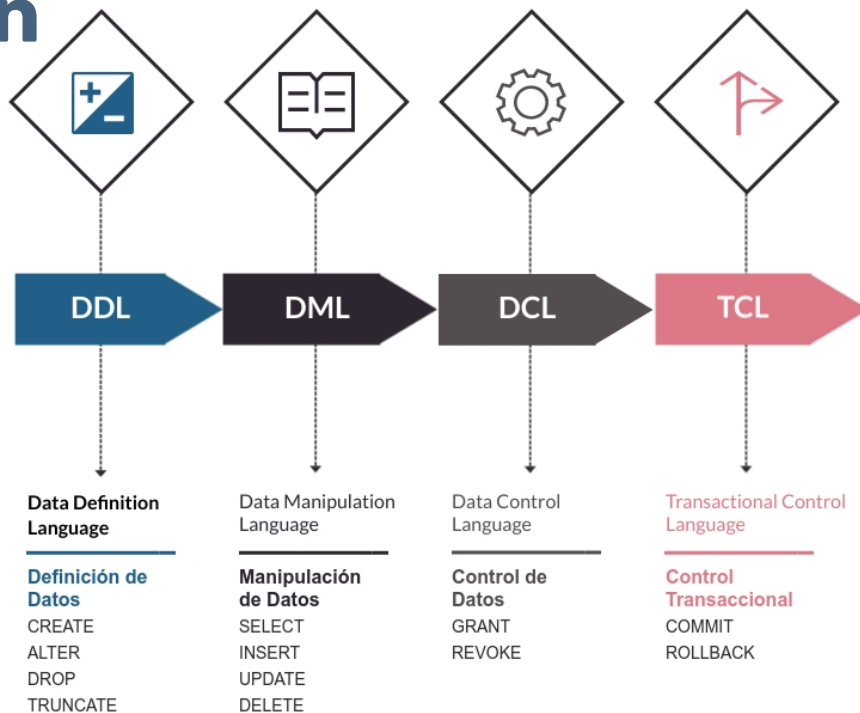 n
DDL
DML
DCL
TCL
Data Definition
Language
Definición de
Datos
CREATE
ALTER
DROP
TRUNCATE
Data Manipulation
Language
Manipulación
de Datos
SELECT
INSERT
UPDATE
DELETE
Data Control
Language
Control de
Datos
GRANT
REVOKE
Transactional Control
Language
Control
Transaccional
COMMIT
ROLLBACK